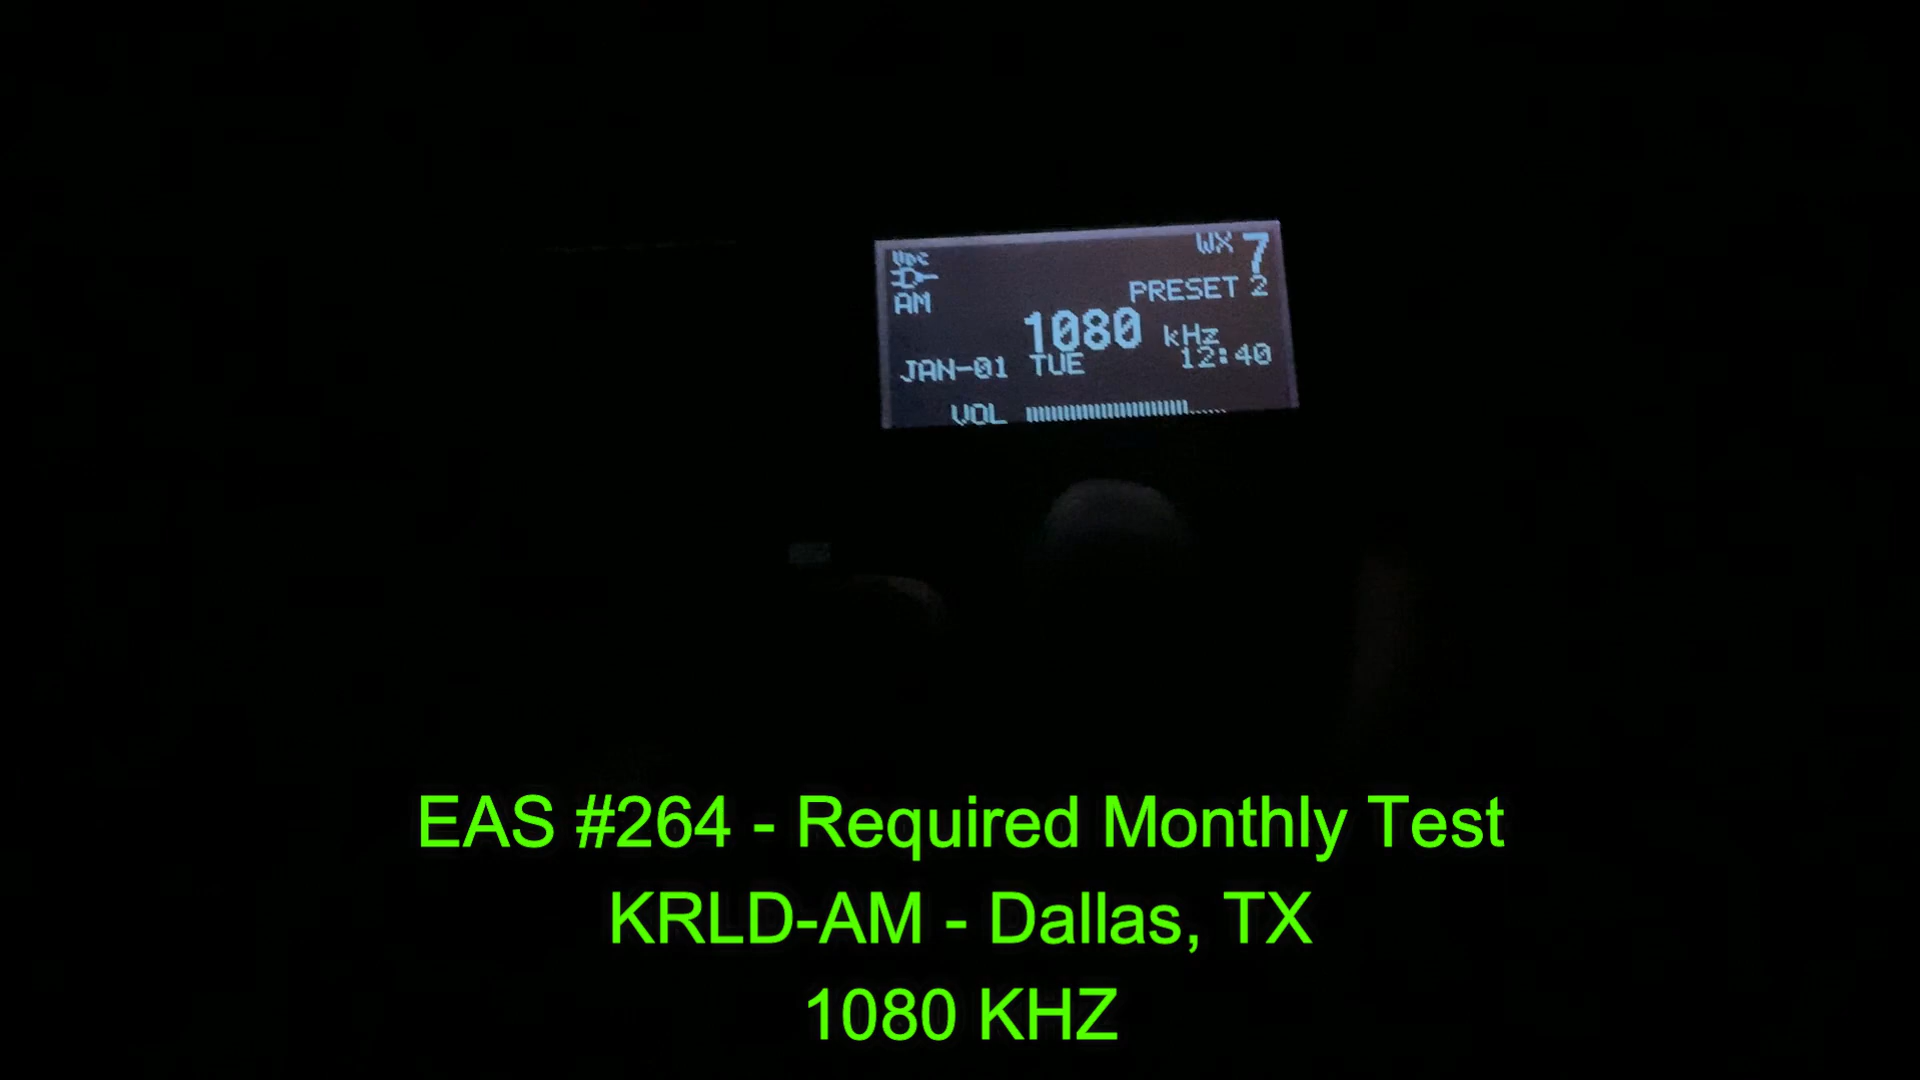 Vpc
WX 7
AM
PRESET 2
1080 kHz
JAN-01 TUE 12:40
VOL
EAS #264 - Required Monthly Test
KRLD-AM - Dallas, TX
1080 KHZ